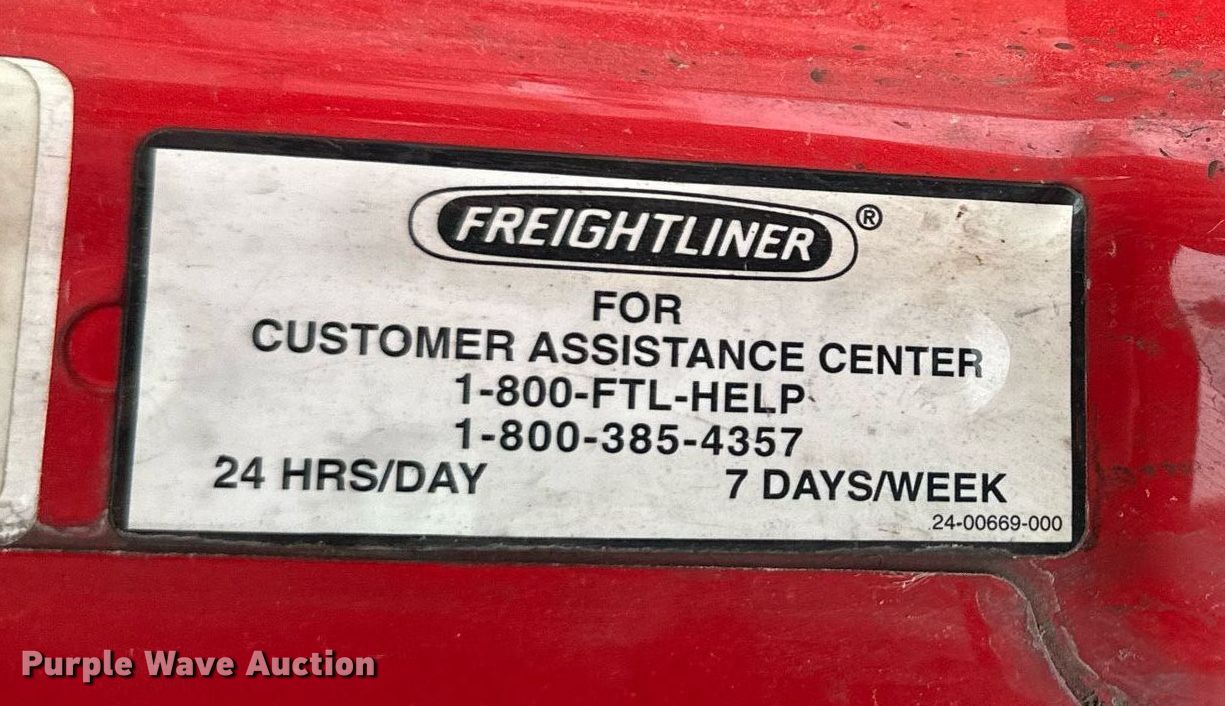 FREIGHTLINER®
FOR
CUSTOMER ASSISTANCE CENTER
1-800-FTL-HELP
1-800-385-4357
24 HRS/DAY 7 DAYS/WEEK
24-00669-000
Purple Wave Auction